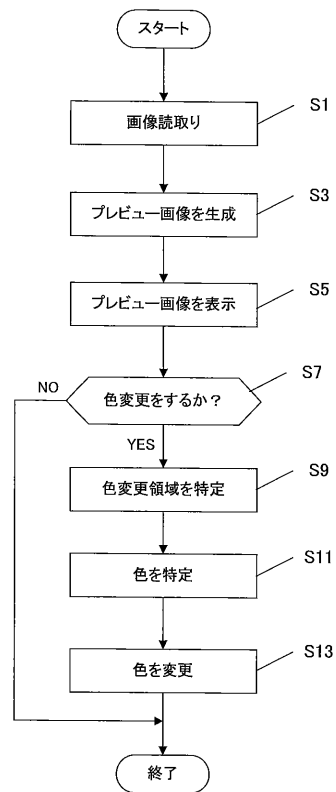 スタート
画像読取り
S1
プレビュー画像を生成
S3
プレビュー画像を表示
S5
色変更をするか？
S7
NO
YES
色変更領域を特定
S9
色を特定
S11
色を変更
S13
終了